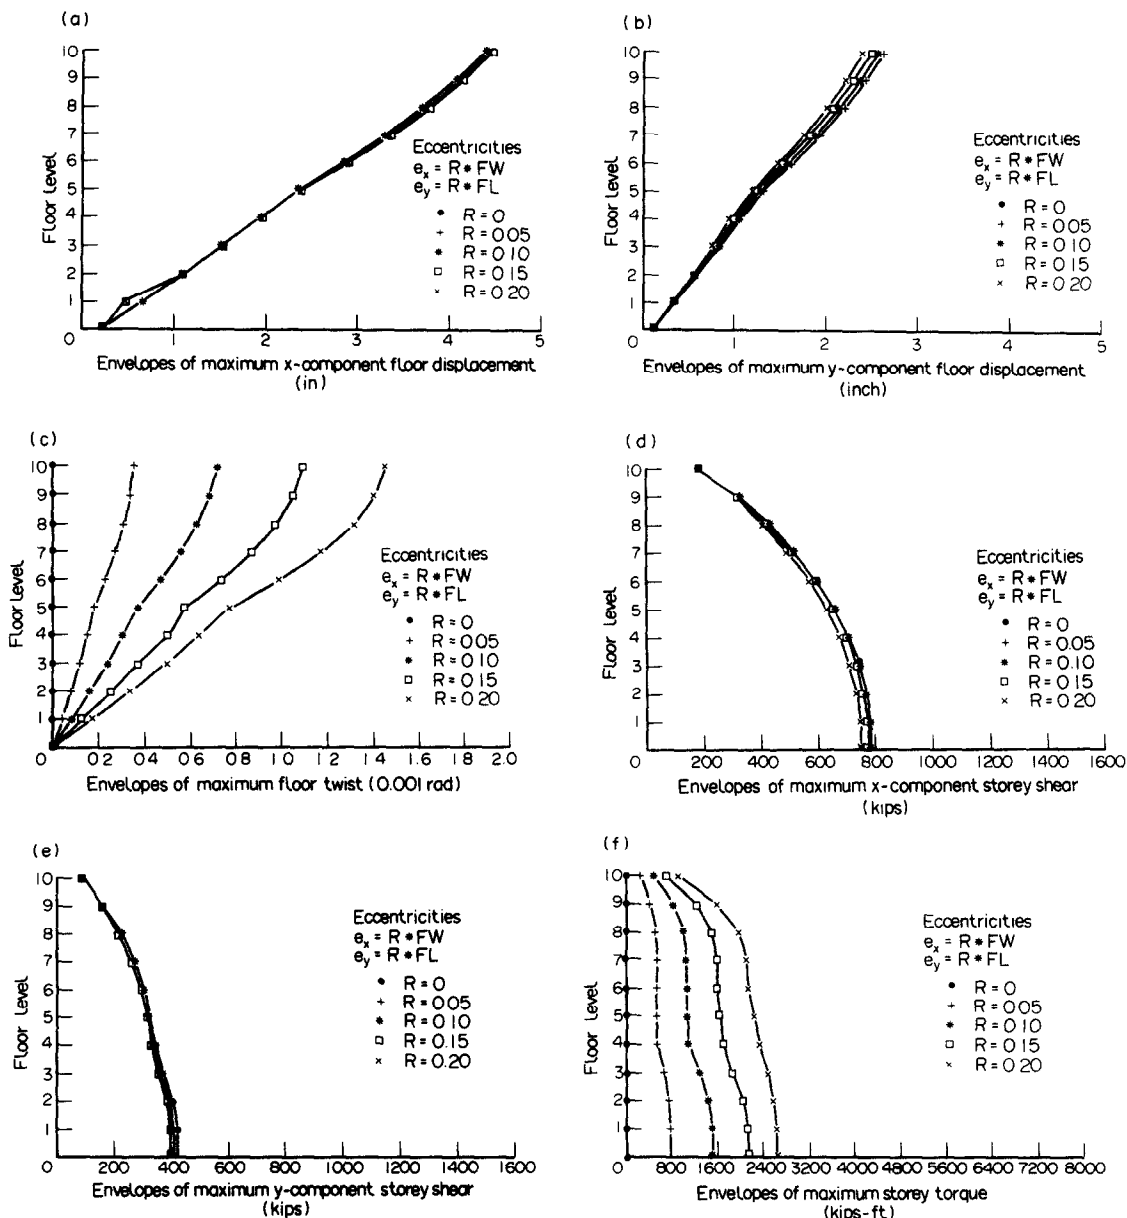 (a)
10
9
8
7
6
5
4
3
2
1
0
Floor level
Eccentricities
e_x = R * FW
e_y = R * FL
R = 0
R = 0 05
R = 0 10
R = 0 15
R = 0 20
1 2 3 4 5
Envelopes of maximum x-component floor displacement
(in)
(b)
10
9
8
7
6
5
4
3
2
1
0
Floor level
Eccentricities
e_x = R * FW
e_y = R * FL
R = 0
R = 0 05
R = 0 10
R = 0 15
R = 0 20
1 2 3 4 5
Envelopes of maximum y-component floor displacement
(inch)
(c)
10
9
8
7
6
5
4
3
2
1
0
Floor level
Eccentricities
e_x = R * FW
e_y = R * FL
R = 0
R = 0 05
R = 0 10
R = 0 15
R = 0 20
0 2 0 4 0 6 0 8 1 0 1 2 1 4 1 6 1 8 2.0
Envelopes of maximum floor twist (0.001 rad)
(d)
10
9
8
7
6
5
4
3
2
1
0
Floor level
Eccentricities
e_x = R * FW
e_y = R * FL
R = 0
R = 0.05
R = 0.10
R = 0 15
R = 0 20
200 400 600 800 1000 1200 1400 1600
Envelopes of maximum x-component storey shear
(kips)
(e)
10
9
8
7
6
5
4
3
2
1
0
Floor level
Eccentricities
e_x = R * FW
e_y = R * FL
R = 0
R = 0 05
R = 0 10
R = 0.15
R = 0.20
200 400 600 800 1000 1200 1400 1600
Envelopes of maximum y-component storey shear
(kips)
(f)
10
9
8
7
6
5
4
3
2
1
0
Floor level
Eccentricities
e_x = R * FW
e_y = R * FL
R = 0
R = 0 05
R = 0 10
R = 0 15
R = 0 20
800 1600 2400 3200 4000 4800 5600 6400 7200 8000
Envelopes of maximum storey torque
(kips-ft)